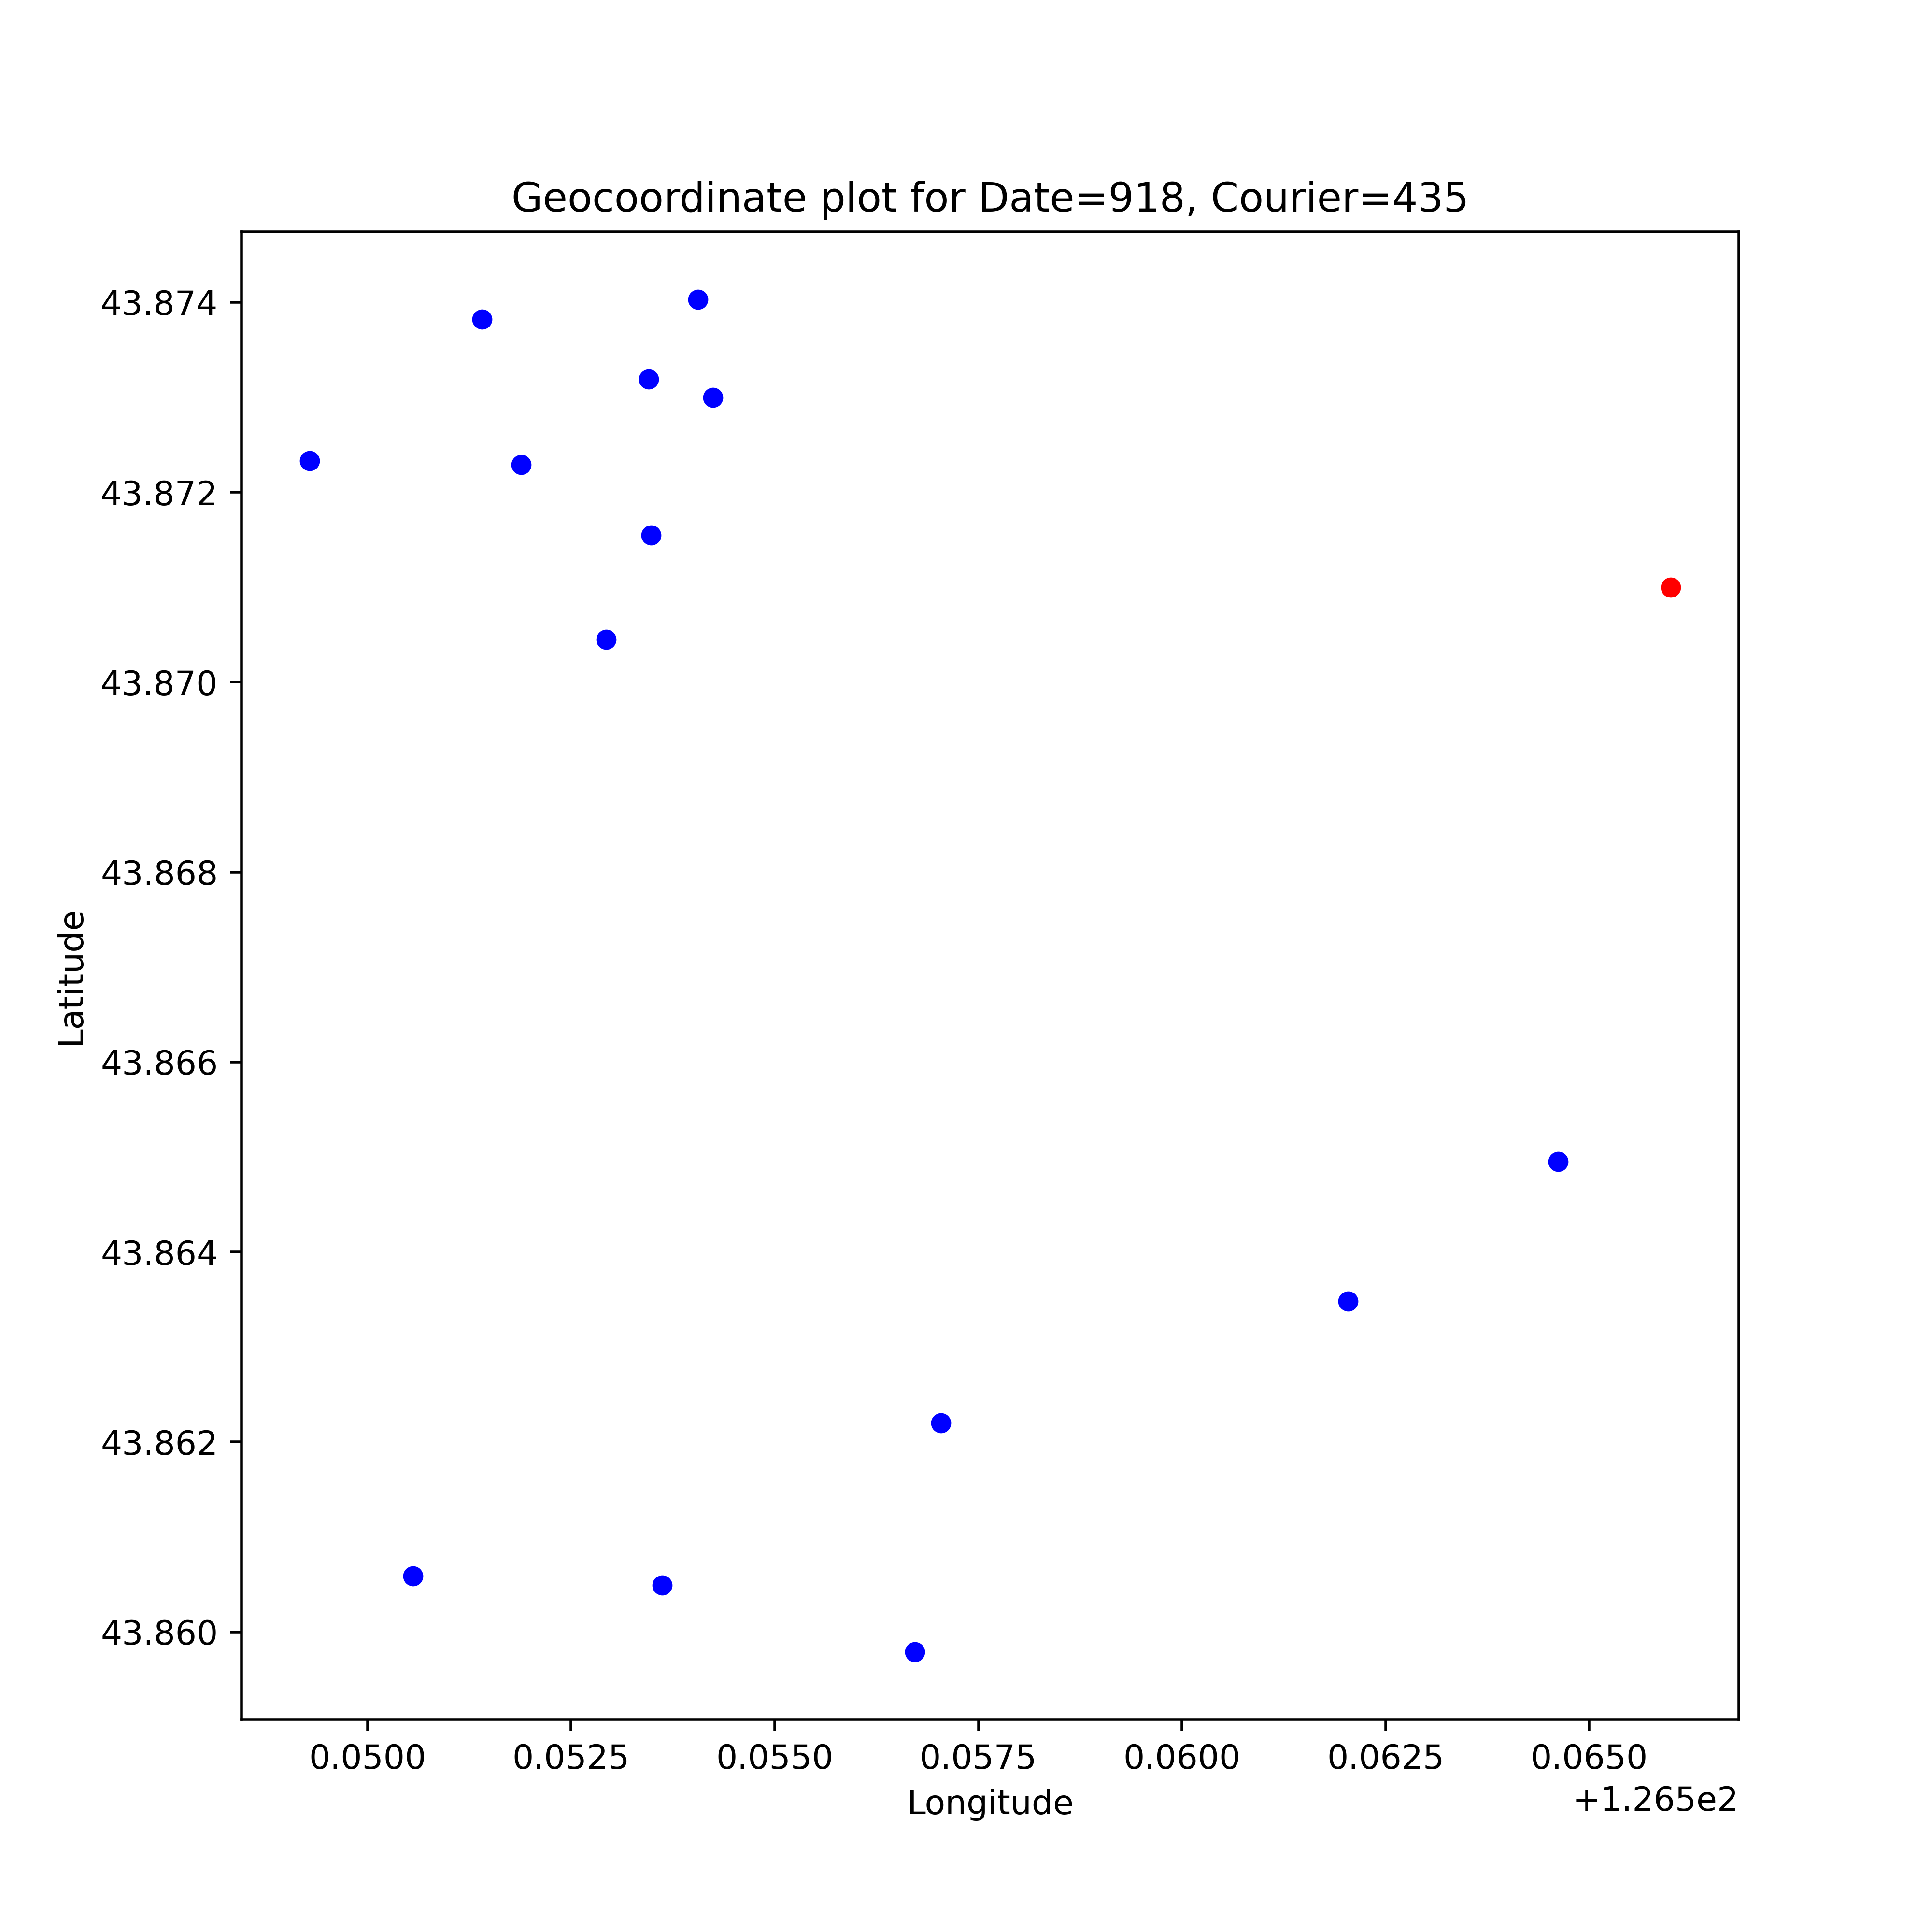 Geocoordinate plot for Date=918, Courier=435
43.874
43.872
43.870
43.868
43.866
43.864
43.862
43.860
Latitude
0.0500 0.0525 0.0550 0.0575 0.0600 0.0625 0.0650
+1.265e2
Longitude